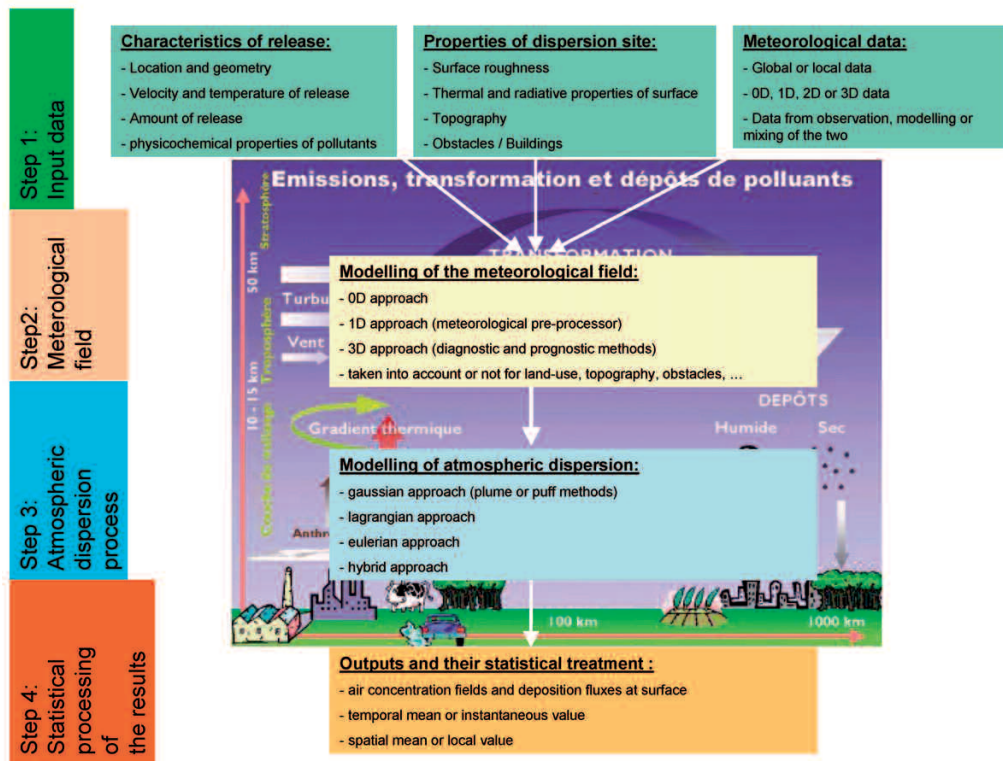 Step 1:
Input data
Characteristics of release:
- Location and geometry
- Velocity and temperature of release
- Amount of release
- physicochemical properties of pollutants
Properties of dispersion site:
- Surface roughness
- Thermal and radiative properties of surface
- Topography
- Obstacles / Buildings
Meteorological data:
- Global or local data
- 0D, 1D, 2D or 3D data
- Data from observation, modelling or
mixing of the two
Emissions, transformation et dépôts de polluants
Stratosphère
50 km
TRANSFORMATION
Step2:
Meterological
field
Modelling of the meteorological field:
- 0D approach
- 1D approach (meteorological pre-processor)
- 3D approach (diagnostic and prognostic methods)
- taken into account or not for land-use, topography, obstacles, ...
Turbu
Vent
Troposphère
10 - 15 km
DEPÔTS
Humide
Sec
Gradient thermique
Step 3:
Atmospheric
dispersion
process
Modelling of atmospheric dispersion:
- gaussian approach (plume or puff methods)
- lagrangian approach
- eulerian approach
- hybrid approach
Anthr
100 km
1000 km
Step 4:
Statistical
processing
of
the results
Outputs and their statistical treatment :
- air concentration fields and deposition fluxes at surface
- temporal mean or instantaneous value
- spatial mean or local value